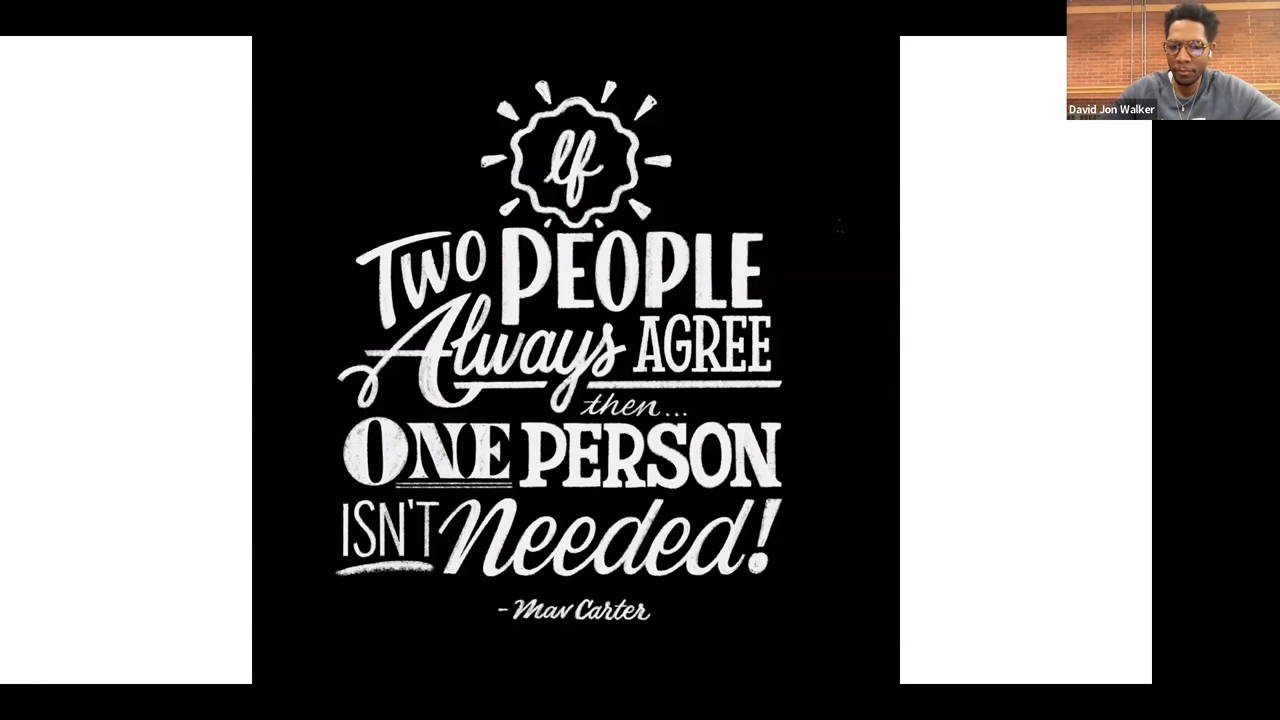 If
TWO PEOPLE
Always AGREE
then...
ONE PERSON
ISN'T Needed!
- Mav Carter
David Jon Walker